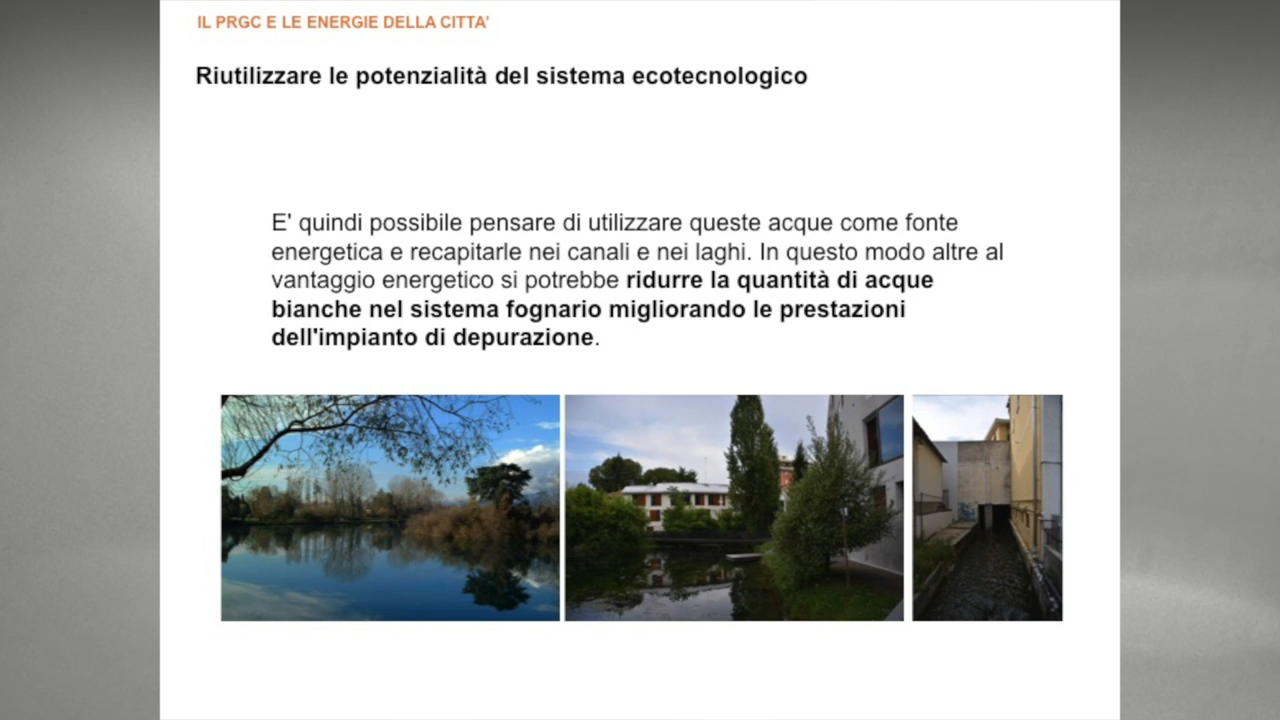 IL PRGC E LE ENERGIE DELLA CITTA'
Riutilizzare le potenzialità del sistema ecotecnologico
E' quindi possibile pensare di utilizzare queste acque come fonte
energetica e recapitarle nei canali e nei laghi. In questo modo altre al
vantaggio energetico si potrebbe ridurre la quantità di acque
bianche nel sistema fognario migliorando le prestazioni
dell'impianto di depurazione.